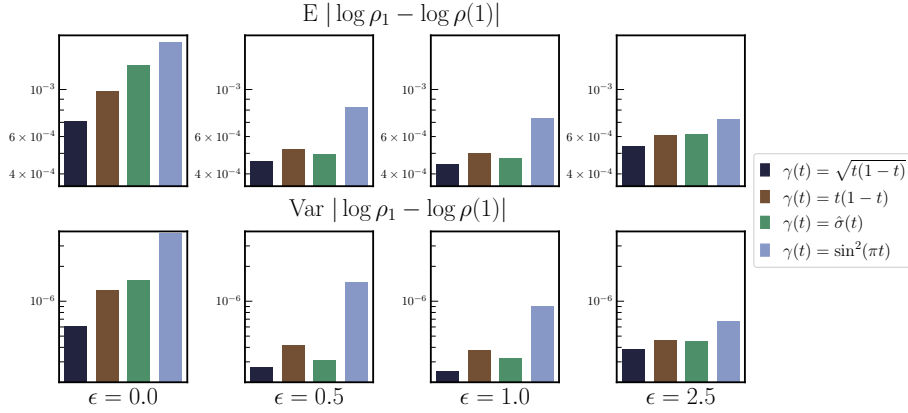 E | log ρ₁ − log ρ(1)|
10⁻³
6 × 10⁻⁴
4 × 10⁻⁴
10⁻³
6 × 10⁻⁴
4 × 10⁻⁴
10⁻³
6 × 10⁻⁴
4 × 10⁻⁴
10⁻³
6 × 10⁻⁴
4 × 10⁻⁴
γ(t) = √t(1 − t)
γ(t) = t(1 − t)
γ(t) = σ̂(t)
γ(t) = sin²(πt)
Var | log ρ₁ − log ρ(1)|
10⁻⁶
10⁻⁶
10⁻⁶
10⁻⁶
ϵ = 0.0
ϵ = 0.5
ϵ = 1.0
ϵ = 2.5